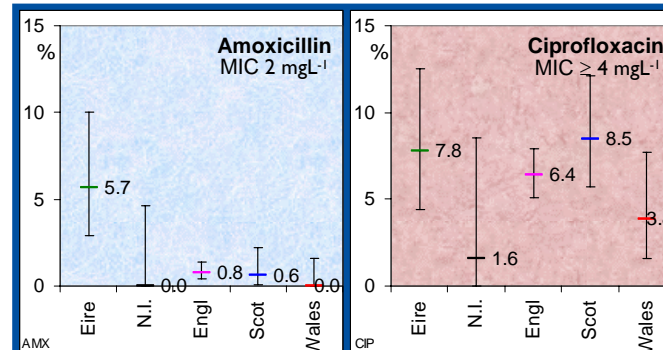 15
%
10
5
0
Amoxicillin
MIC 2 mgL-1
5.7
0.0
0.8
0.6
0.0
Eire
N.I.
Engl
Scot
Wales
AMX
15
%
10
5
0
Ciprofloxacin
MIC ≥ 4 mgL-1
7.8
1.6
6.4
8.5
Eire
N.I.
Engl
Scot
Wales
CIP